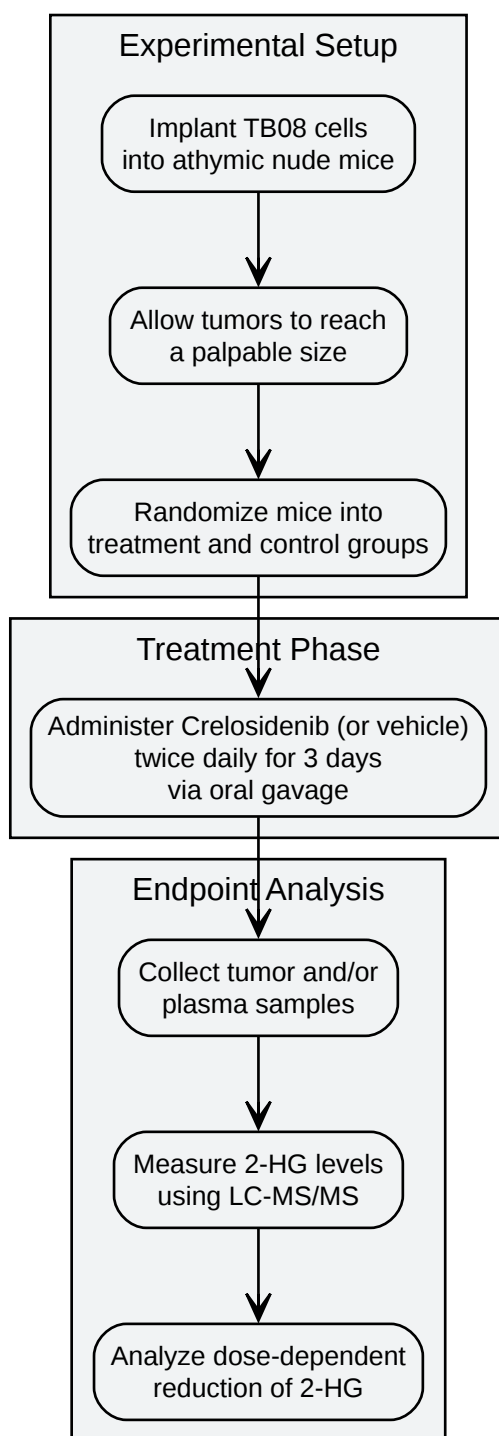 Experimental Setup
Implant TB08 cells
into athymic nude mice
Allow tumors to reach
a palpable size
Randomize mice into
treatment and control groups
Treatment Phase
Administer Crelosidenib (or vehicle)
twice daily for 3 days
via oral gavage
Endpoint Analysis
Collect tumor and/or
plasma samples
Measure 2-HG levels
using LC-MS/MS
Analyze dose-dependent
reduction of 2-HG